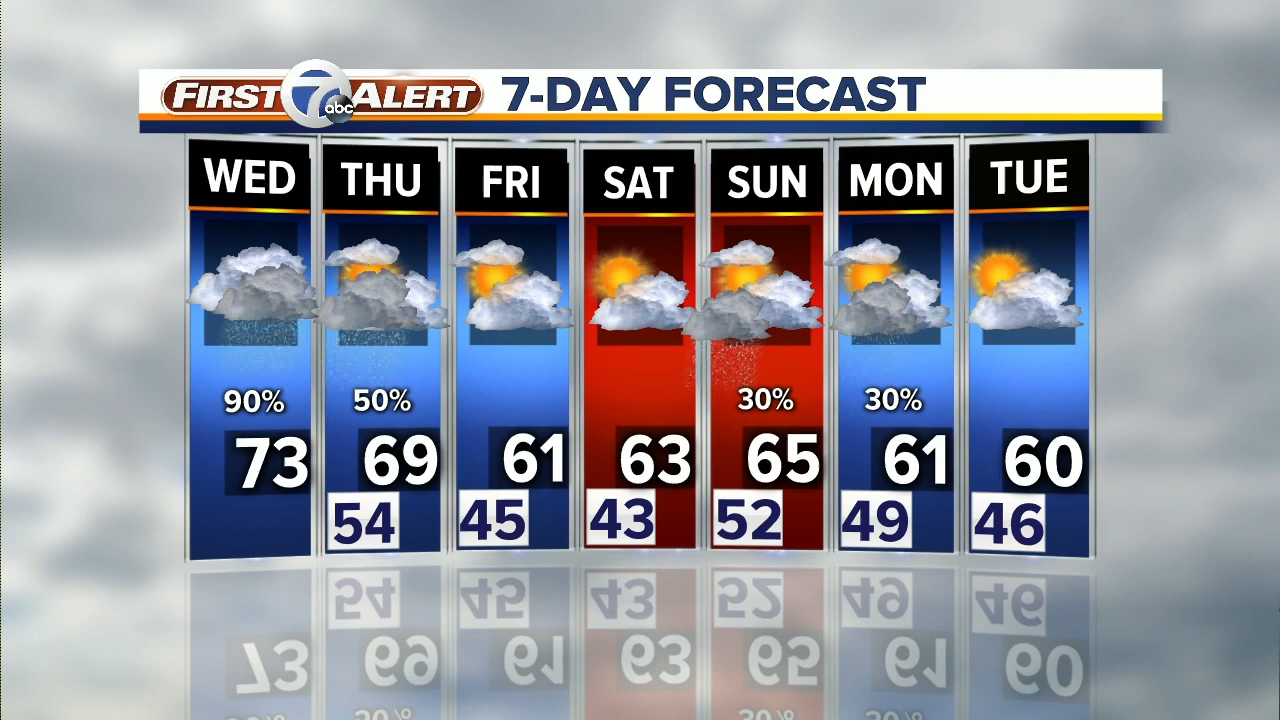 FIRST 7 abc ALERT 7-DAY FORECAST
WED THU FRI SAT SUN MON TUE
90% 50% 30% 30%
73 69 61 63 65 61 60
54 45 43 52 49 46